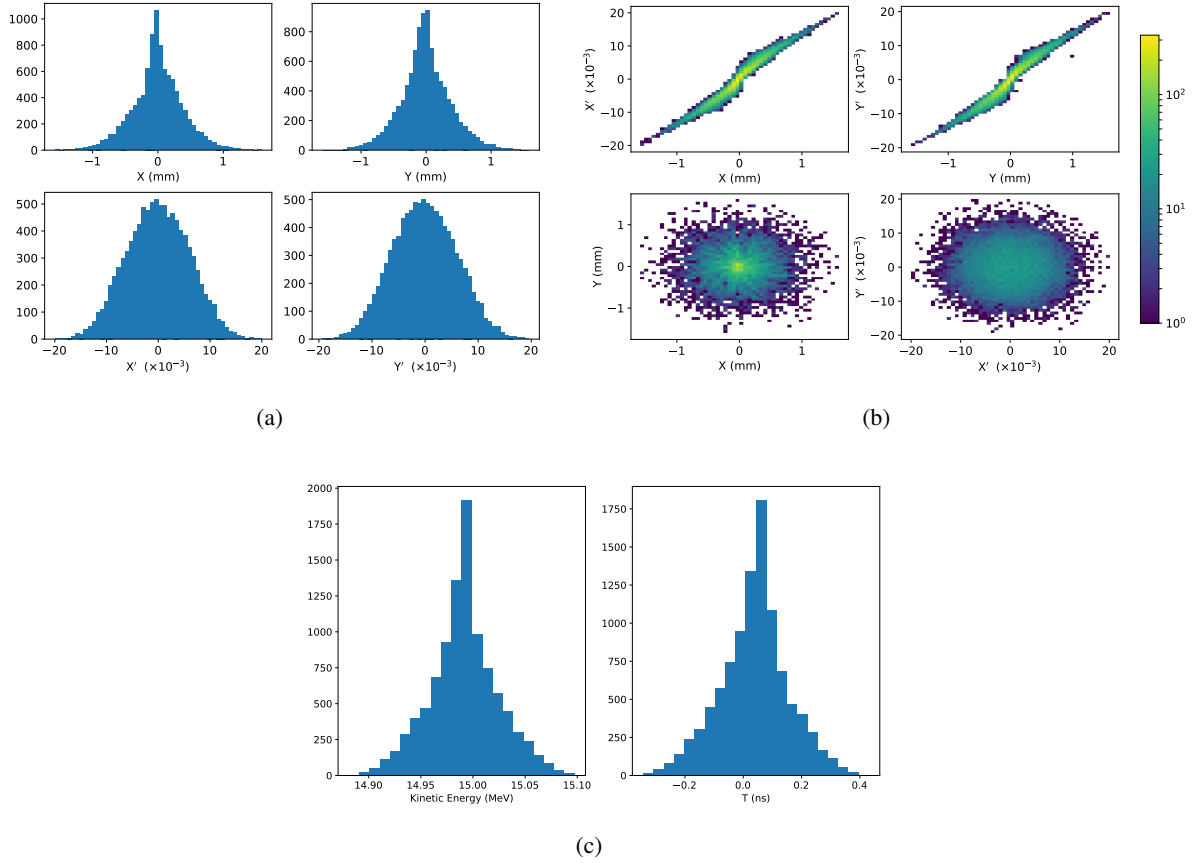 1000
800
600
400
200
0
−1 0 1
X (mm)
800
600
400
200
0
−1 0 1
Y (mm)
500
400
300
200
100
0
−20 −10 0 10 20
X′ (×10⁻³)
500
400
300
200
100
0
−20 −10 0 10 20
Y′ (×10⁻³)
(a)
20
10
0
−10
−20
X′ (×10⁻³)
−1 0 1
X (mm)
20
10
0
−10
−20
Y′ (×10⁻³)
−1 0 1
Y (mm)
1
0
−1
Y (mm)
−1 0 1
X (mm)
20
10
0
−10
−20
Y′ (×10⁻³)
−20 −10 0 10 20
X′ (×10⁻³)
10²
10¹
10⁰
(b)
2000
1750
1500
1250
1000
750
500
250
0
14.90 14.95 15.00 15.05 15.10
Kinetic Energy (MeV)
1750
1500
1250
1000
750
500
250
0
−0.2 0.0 0.2 0.4
T (ns)
(c)